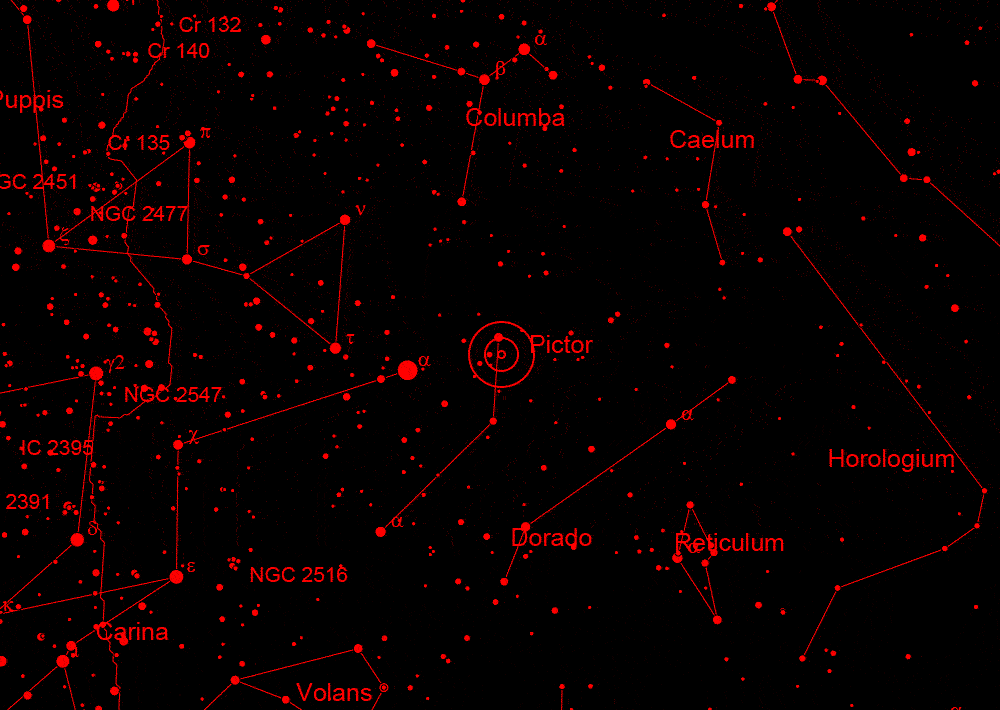 Cr 132
α
Cr 140
β
Puppis
Columba
π
Cr 135
Caelum
NGC 2451
NGC 2477
ν
ξ
σ
τ
Pictor
γ2
α
NGC 2547
α
χ
IC 2395
Horologium
2391
α
δ
Dorado
Reticulum
α
ε
NGC 2516
κ
Carina
Volans
α